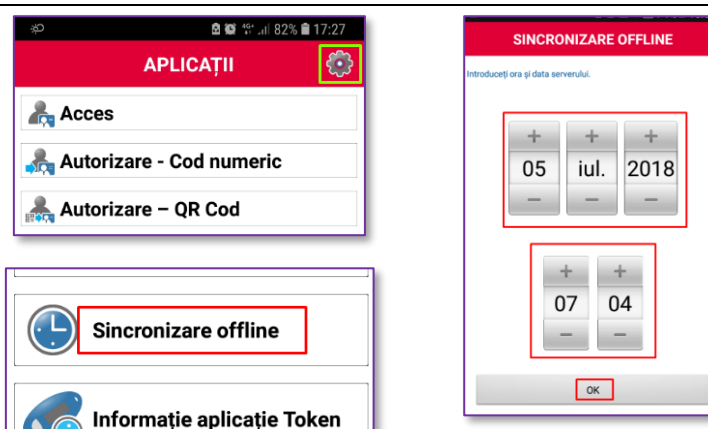 82% 17:27
APLICAȚII
Acces
Autorizare - Cod numeric
Autorizare – QR Cod
Sincronizare offline
Informație aplicație Token
SINCRONIZARE OFFLINE
Introduceți ora și data serverului.
+ + +
05 iul. 2018
– – –
+ +
07 04
– –
OK